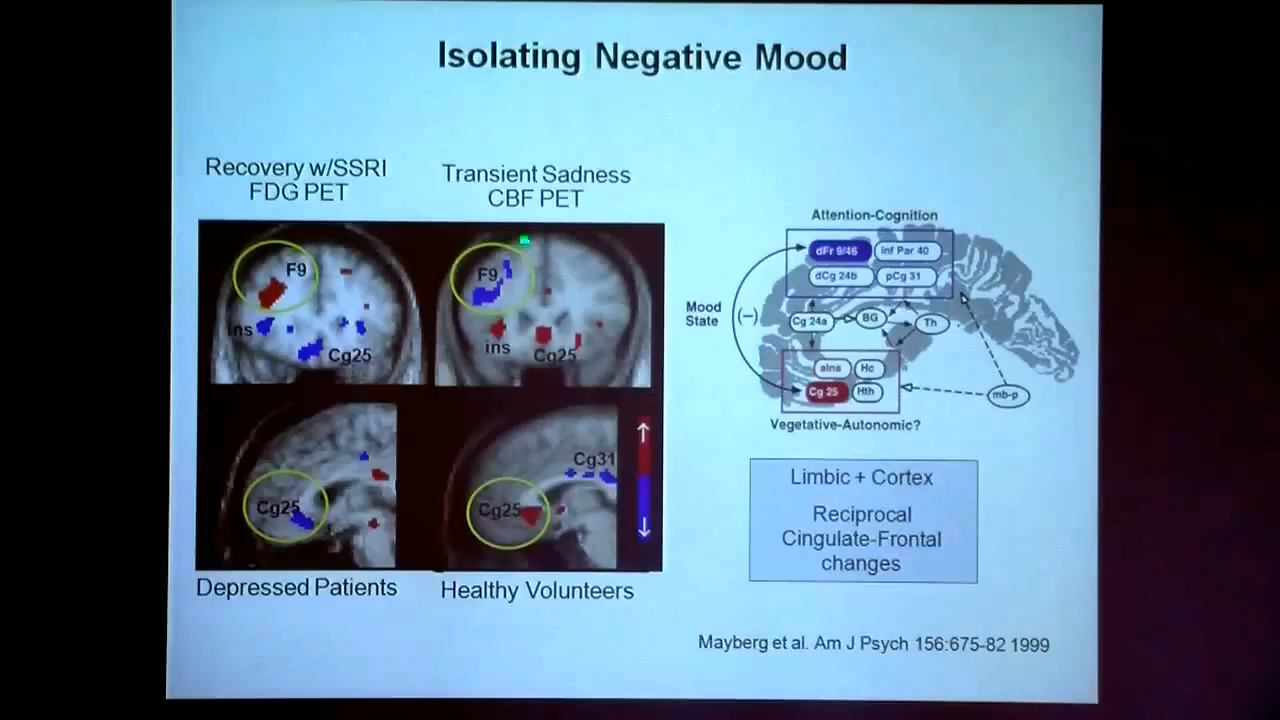 Isolating Negative Mood
Recovery w/SSRI
FDG PET
Transient Sadness
CBF PET
F9
ins
Cg25
F9
ins
Cg25
Cg25
Cg31
Cg25
Depressed Patients
Healthy Volunteers
Attention-Cognition
dFr 9/46
inf Par 40
dCg 24b
pCg 31
Mood
State
(–)
Cg 24a
BG
Th
aIns
Hc
Cg 25
Hth
mb-p
Vegetative-Autonomic?
Limbic + Cortex
Reciprocal
Cingulate-Frontal
changes
Mayberg et al. Am J Psych 156:675-82 1999